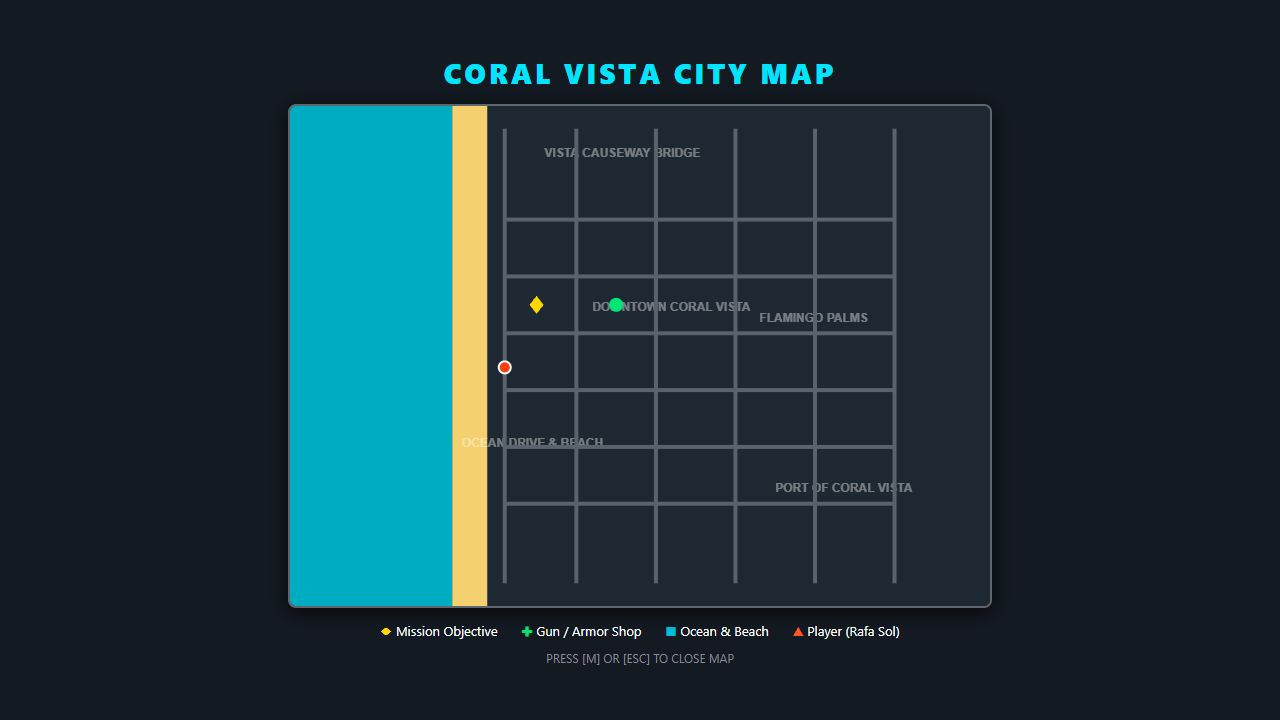 CORAL VISTA CITY MAP
VISTA CAUSEWAY BRIDGE
DOWNTOWN CORAL VISTA
FLAMINGO PALMS
OCEAN DRIVE & BEACH
PORT OF CORAL VISTA
Mission Objective
Gun / Armor Shop
Ocean & Beach
Player (Rafa Sol)
PRESS [M] OR [ESC] TO CLOSE MAP